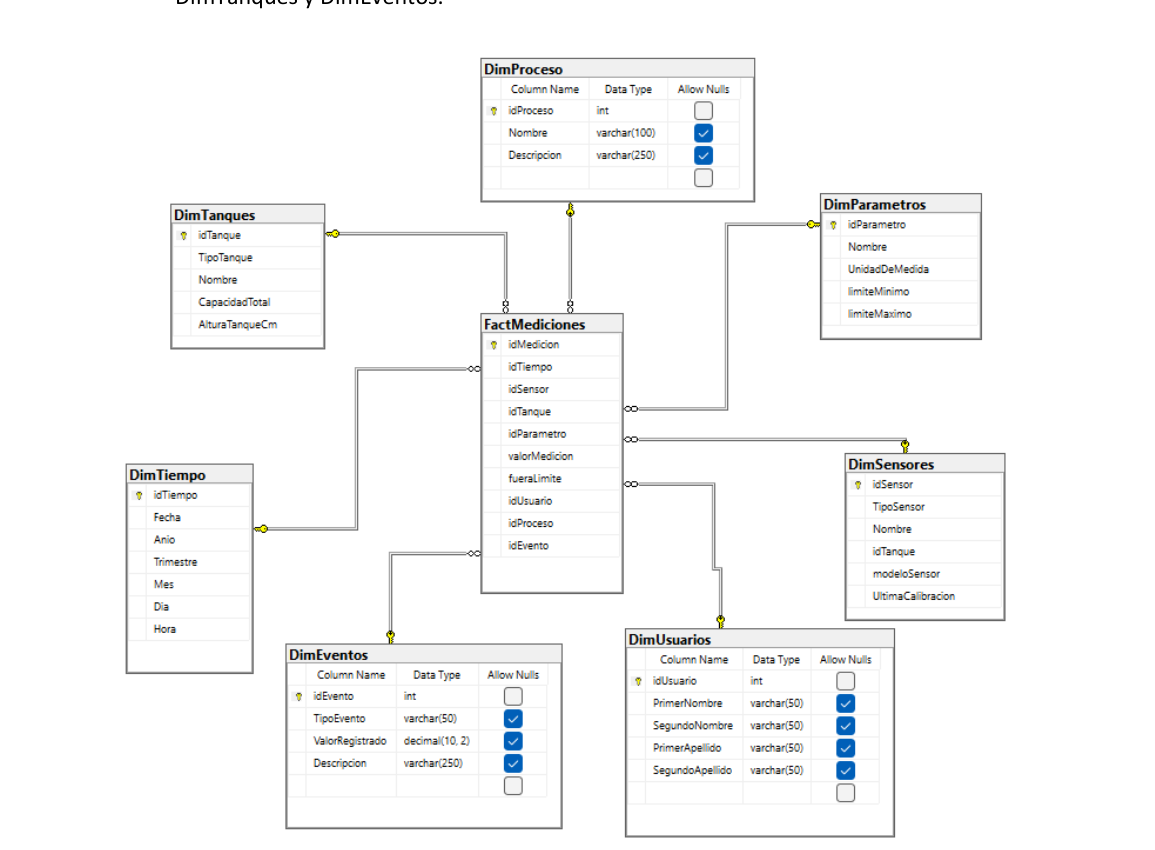 DimTanques y DimEventos.
DimProceso
Column Name Data Type Allow Nulls
idProceso int
Nombre varchar(100)
Descripcion varchar(250)
DimTanques
idTanque
TipoTanque
Nombre
CapacidadTotal
AlturaTanqueCm
DimParametros
idParametro
Nombre
UnidadDeMedida
limiteMinimo
limiteMaximo
FactMediciones
idMedicion
idTiempo
idSensor
idTanque
idParametro
valorMedicion
fueraLimite
idUsuario
idProceso
idEvento
DimTiempo
idTiempo
Fecha
Anio
Trimestre
Mes
Dia
Hora
DimSensores
idSensor
TipoSensor
Nombre
idTanque
modeloSensor
UltimaCalibracion
DimEventos
Column Name Data Type Allow Nulls
idEvento int
TipoEvento varchar(50)
ValorRegistrado decimal(10, 2)
Descripcion varchar(250)
DimUsuarios
Column Name Data Type Allow Nulls
idUsuario int
PrimerNombre varchar(50)
SegundoNombre varchar(50)
PrimerApellido varchar(50)
SegundoApellido varchar(50)